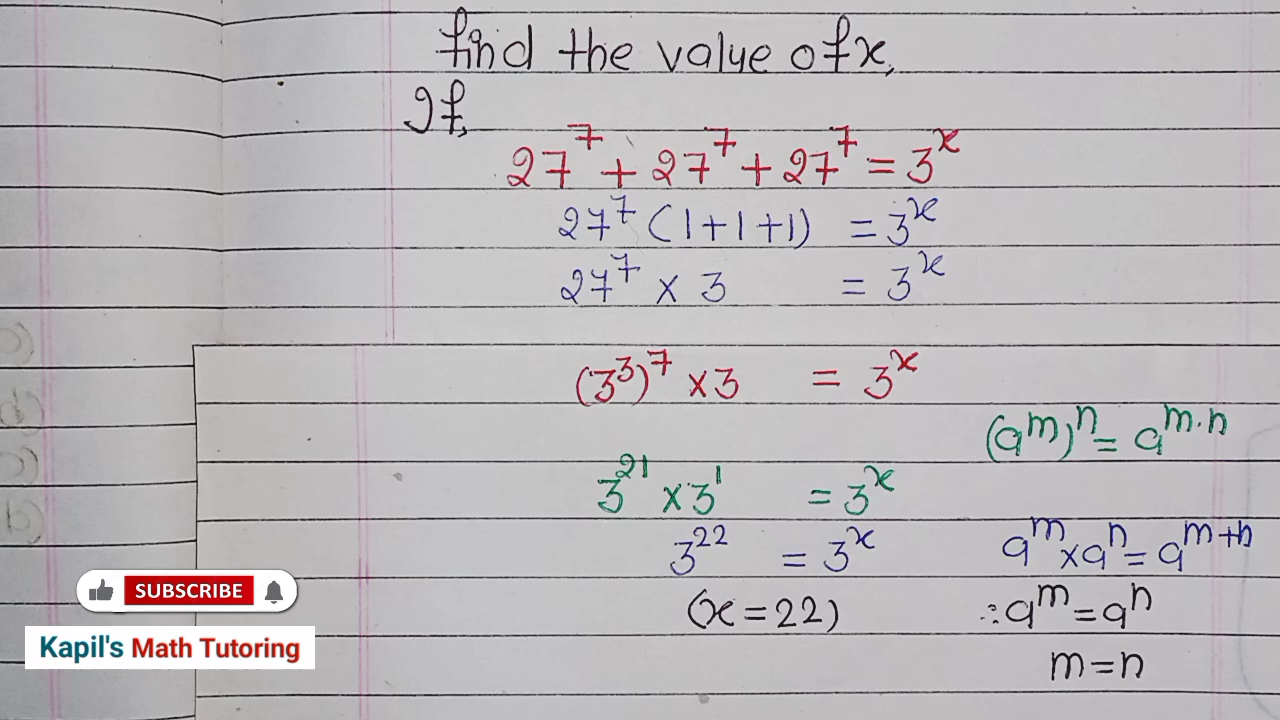 find the value of x,
If,
27^7 + 27^7 + 27^7 = 3^x
27^7 (1+1+1) = 3^x
27^7 × 3 = 3^x
(3^3)^7 × 3 = 3^x
(a^m)^n = a^m.n
3^21 × 3^1 = 3^x
3^22 = 3^x
a^m × a^n = a^m+n
(x = 22)
∴ a^m = a^n
m = n
SUBSCRIBE
Kapil's Math Tutoring